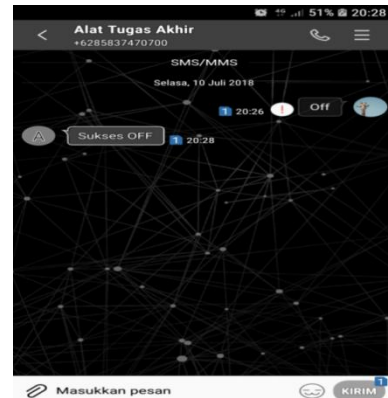 51% 20:28
Alat Tugas Akhir
+6285837470700
SMS/MMS
Selasa, 10 Juli 2018
1 20:26 ! Off
A Sukses OFF 1 20:28
Masukkan pesan KIRIM 1